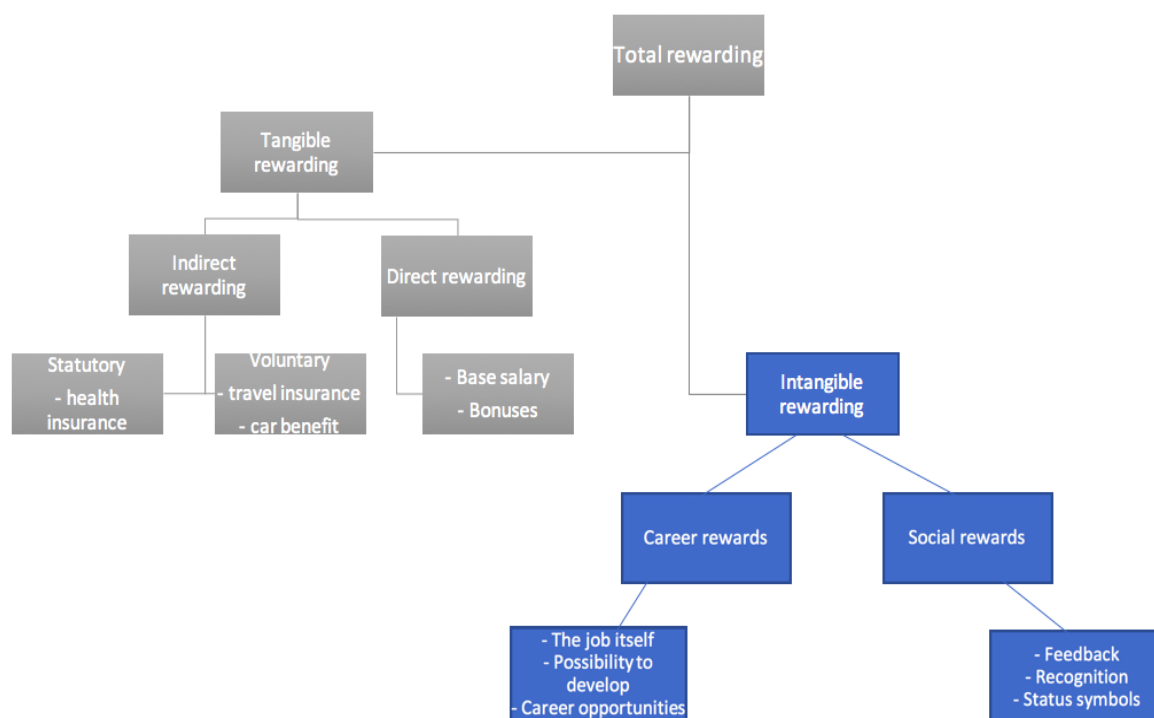 Total rewarding
Tangible
rewarding
Indirect
rewarding
Direct rewarding
Statutory
- health
insurance
Voluntary
- travel insurance
- car benefit
- Base salary
- Bonuses
Intangible
rewarding
Career rewards
Social rewards
- The job itself
- Possibility to
develop
- Career opportunities
- Feedback
- Recognition
- Status symbols